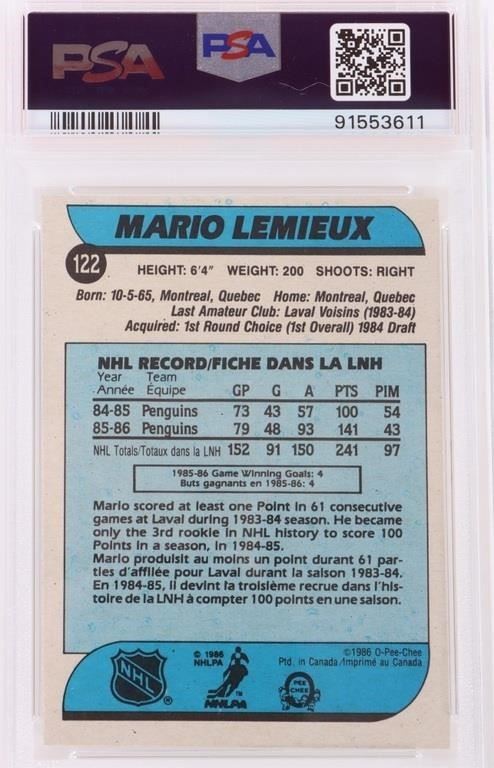 PSA PSA
91553611
MARIO LEMIEUX
122
HEIGHT: 6'4" WEIGHT: 200 SHOOTS: RIGHT
Born: 10-5-65, Montreal, Quebec Home: Montreal, Quebec
Last Amateur Club: Laval Voisins (1983-84)
Acquired: 1st Round Choice (1st Overall) 1984 Draft
NHL RECORD/FICHE DANS LA LNH
Year Team
Année Équipe GP G A PTS PIM
84-85 Penguins 73 43 57 100 54
85-86 Penguins 79 48 93 141 43
NHL Totals/Totaux dans la LNH 152 91 150 241 97
1985-86 Game Winning Goals: 4
Buts gagnants en 1985-86: 4
Mario scored at least one Point in 61 consecutive
games at Laval during 1983-84 season. He became
only the 3rd rookie in NHL history to score 100
Points in a season, in 1984-85.
Mario produisit au moins un point durant 61 par-
ties d'affilée pour Laval durant la saison 1983-84.
En 1984-85, il devint la troisième recrue dans l'his-
toire de la LNH à compter 100 points en une saison.
©1986 O-Pee-Chee
Ptd. in Canada/Imprimé au Canada
© 1986
NHLPA
NHL ®
NHLPA TM
O PEE CHEE